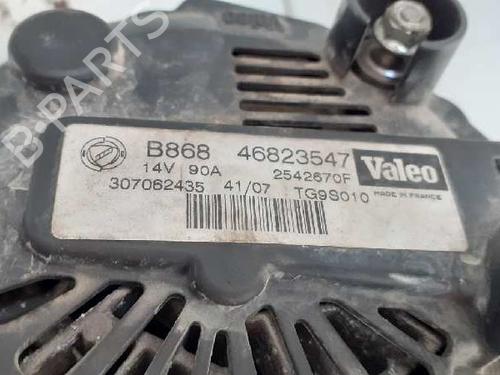 B868 46823547
14V 90A 2542670F
307062435 41/07 TG9S010
Valeo
MADE IN FRANCE
B-PARTS